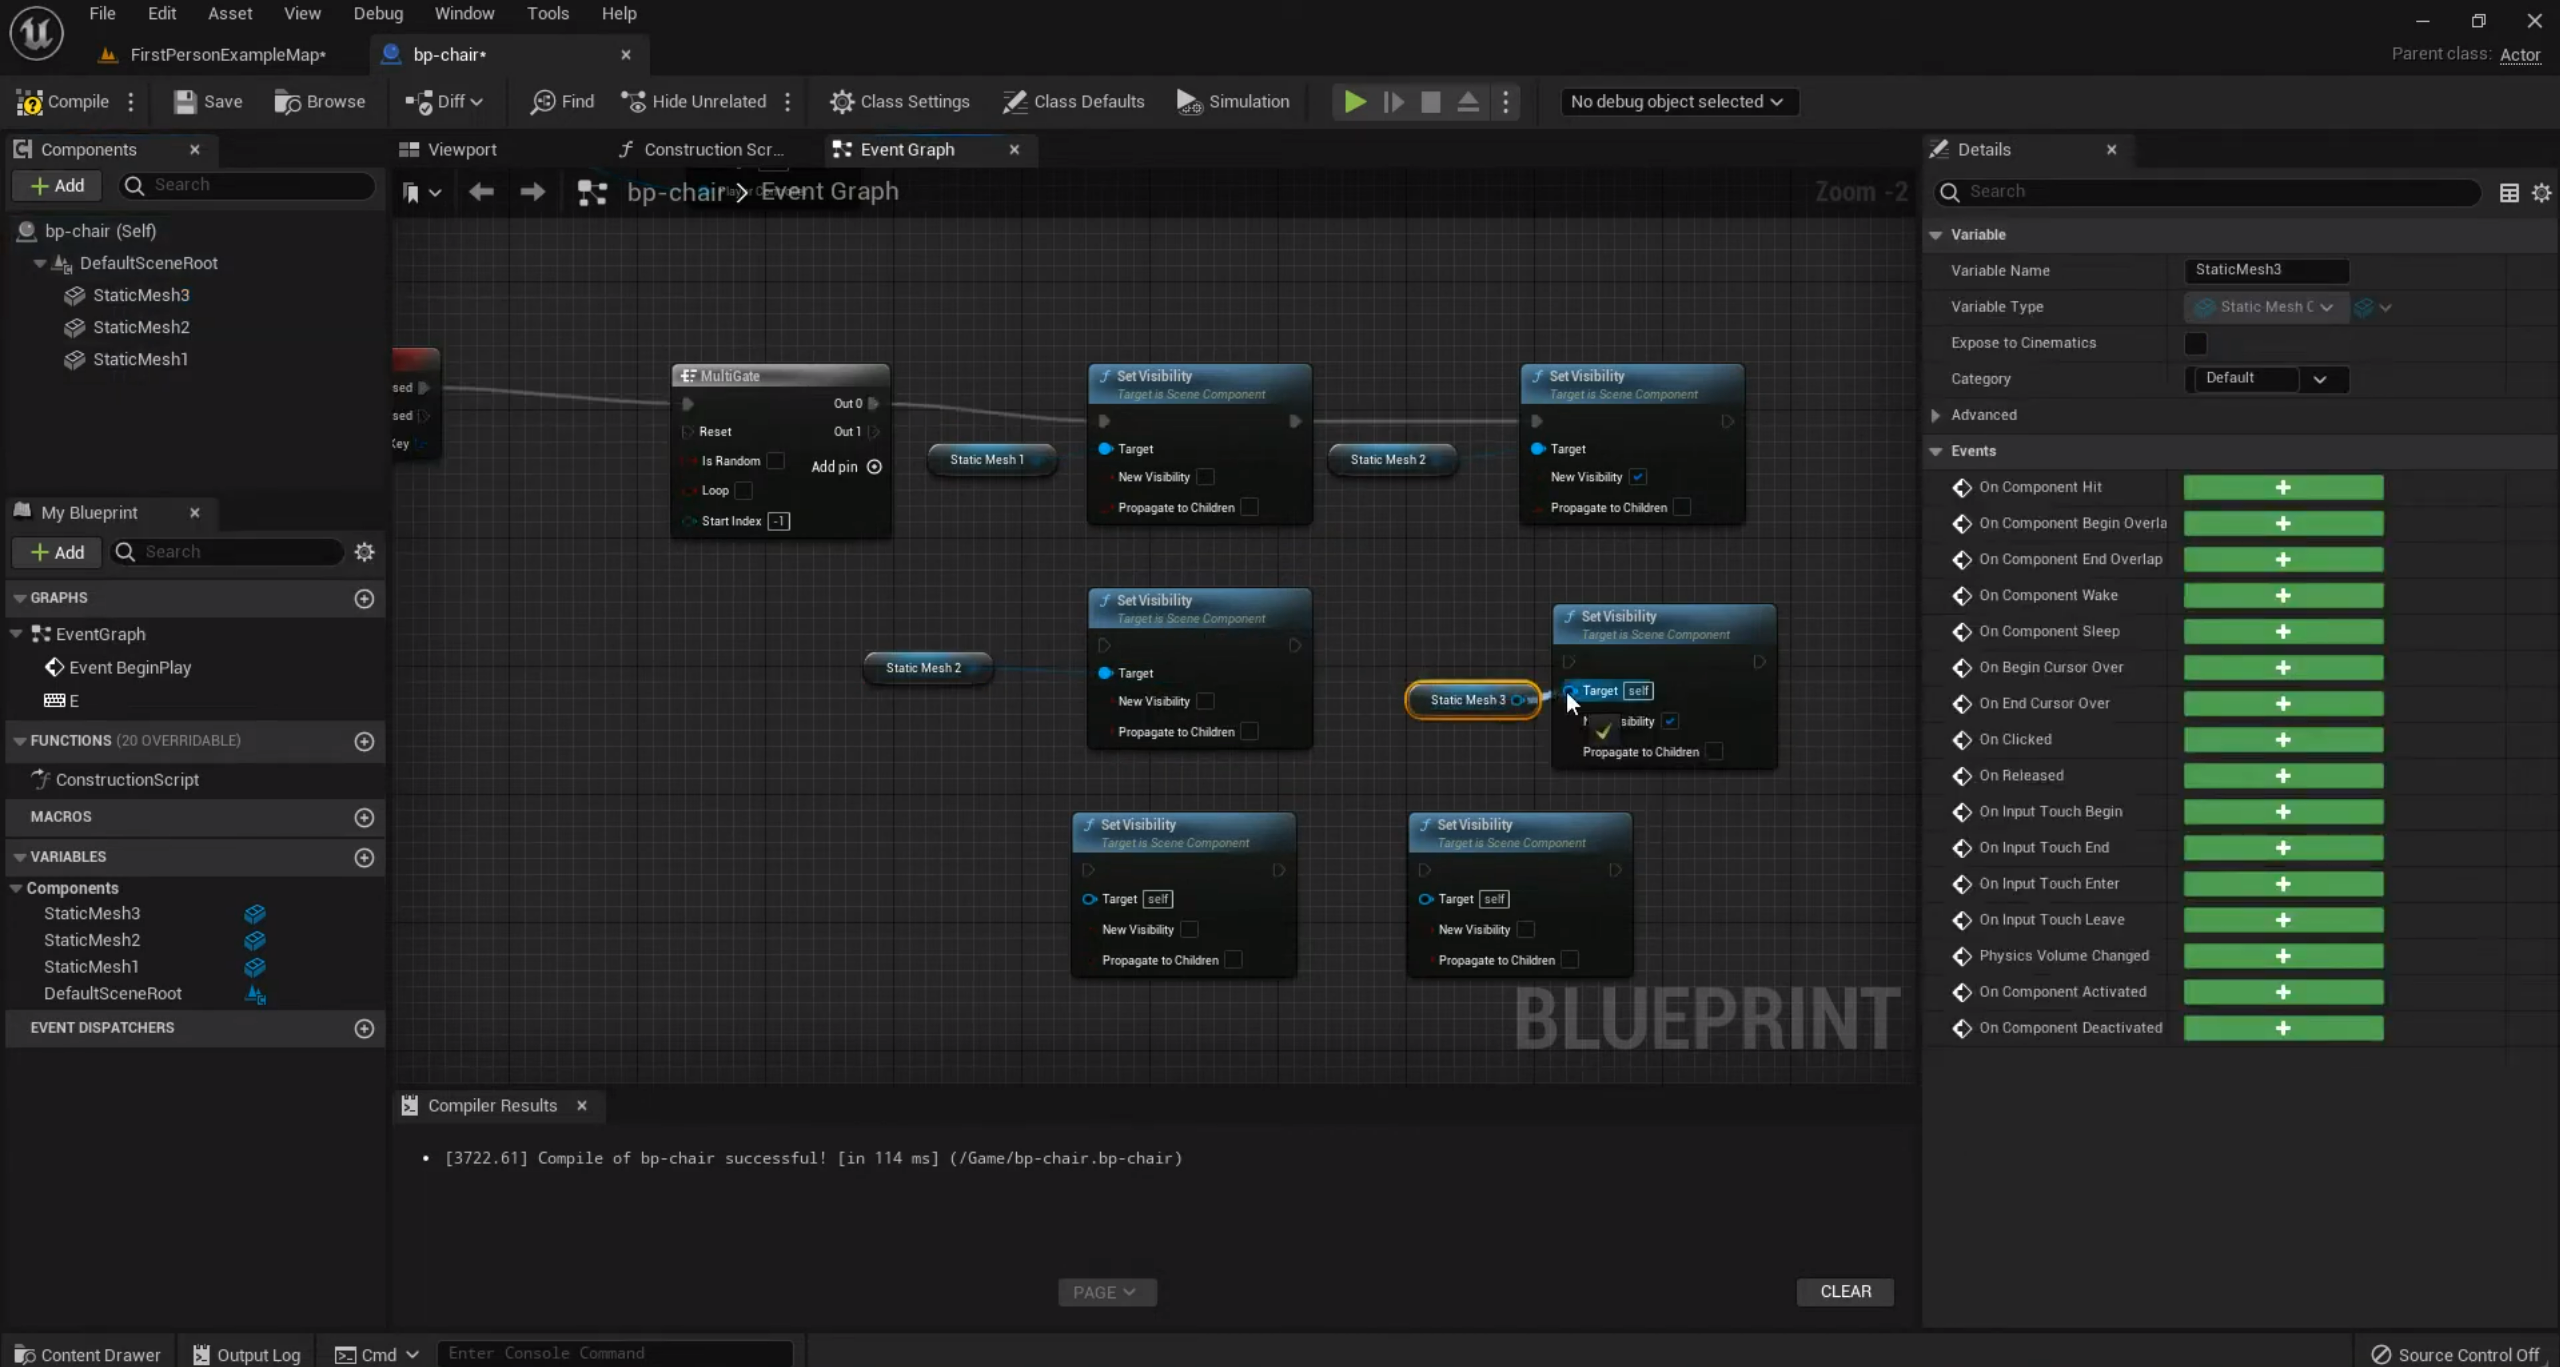 File Edit Asset View Debug Window Tools Help
FirstPersonExampleMap*
bp-chair*
Parent class: Actor
Compile Save Browse Diff Find Hide Unrelated Class Settings Class Defaults Simulation No debug object selected
Components
Add Search
bp-chair (Self)
DefaultSceneRoot
StaticMesh3
StaticMesh2
StaticMesh1
My Blueprint
Add Search
GRAPHS
EventGraph
Event BeginPlay
E
FUNCTIONS (20 OVERRIDABLE)
ConstructionScript
MACROS
VARIABLES
Components
StaticMesh3
StaticMesh2
StaticMesh1
DefaultSceneRoot
EVENT DISPATCHERS
Viewport Construction Scr... Event Graph
bp-chair > Event Graph
Zoom -2
sed
sed
Key
MultiGate
Out 0
Reset Out 1
Is Random Add pin
Loop
Start Index -1
Static Mesh 1
Set Visibility
Target is Scene Component
Target
New Visibility
Propagate to Children
Static Mesh 2
Set Visibility
Target is Scene Component
Target
New Visibility
Propagate to Children
Static Mesh 2
Set Visibility
Target is Scene Component
Target
New Visibility
Propagate to Children
Static Mesh 3
Set Visibility
Target is Scene Component
Target self
sibility
Propagate to Children
Set Visibility
Target is Scene Component
Target self
New Visibility
Propagate to Children
Set Visibility
Target is Scene Component
Target self
New Visibility
Propagate to Children
BLUEPRINT
Compiler Results
[3722.61] Compile of bp-chair successful! [in 114 ms] (/Game/bp-chair.bp-chair)
PAGE
CLEAR
Details
Search
Variable
Variable Name StaticMesh3
Variable Type Static Mesh C
Expose to Cinematics
Category Default
Advanced
Events
On Component Hit
On Component Begin Overla
On Component End Overlap
On Component Wake
On Component Sleep
On Begin Cursor Over
On End Cursor Over
On Clicked
On Released
On Input Touch Begin
On Input Touch End
On Input Touch Enter
On Input Touch Leave
Physics Volume Changed
On Component Activated
On Component Deactivated
Content Drawer Output Log Cmd Enter Console Command
Source Control Off